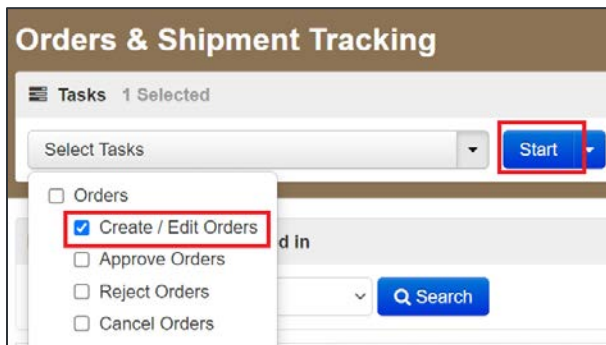 Orders & Shipment Tracking
Tasks 1 Selected
Select Tasks
Start
Orders
Create / Edit Orders
d in
Approve Orders
Reject Orders
Search
Cancel Orders